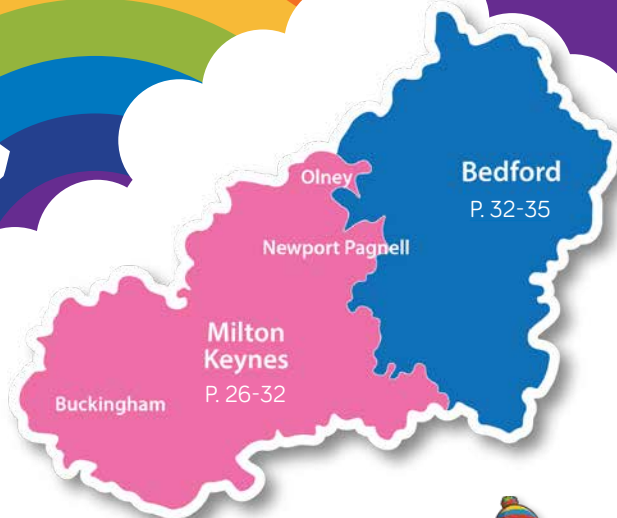 Olney
Bedford
P. 32-35
Newport Pagnell
Milton
Keynes
P. 26-32
Buckingham